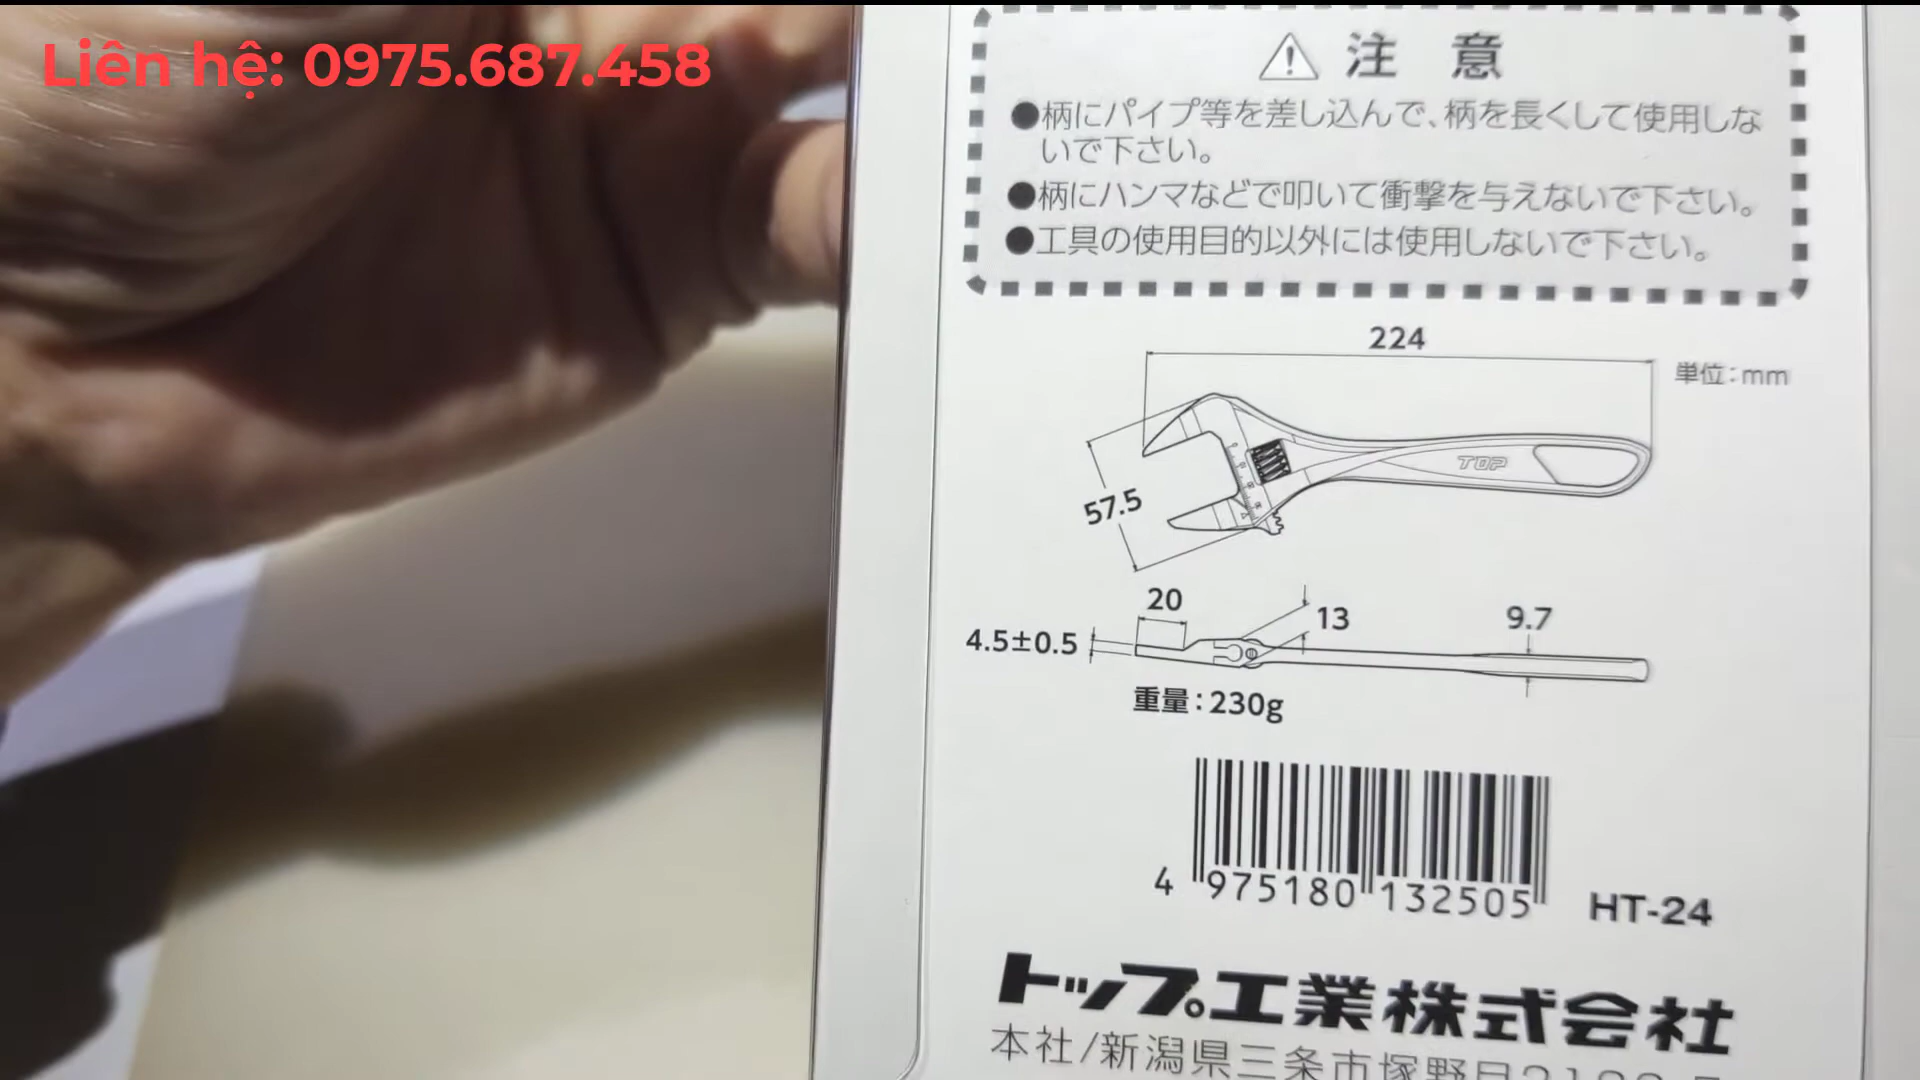 Liên hệ: 0975.687.458
注 意
●柄にパイプ等を差し込んで、柄を長くして使用しな
いで下さい。
●柄にハンマなどで叩いて衝撃を与えないで下さい。
●工具の使用目的以外には使用しないで下さい。
224
単位:mm
TOP
57.5
20
13
9.7
4.5±0.5
重量:230g
4 975180 132505
HT-24
トップ工業株式会社
本社/新潟県三条市塚野目